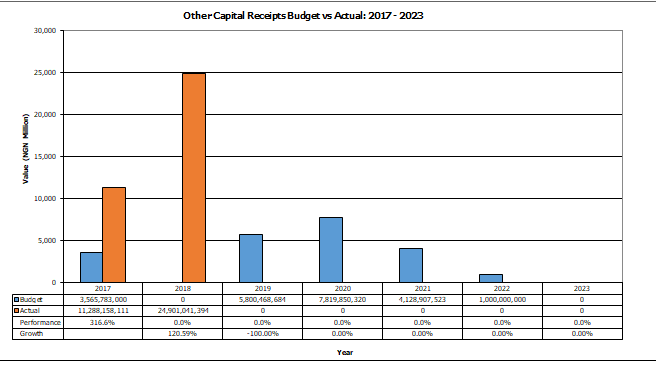 Other Capital Receipts Budget vs Actual: 2017 - 2023
30,000
25,000
20,000
15,000
10,000
5,000
0
Value (NGN Million)
2017 2018 2019 2020 2021 2022 2023
Budget 3,565,783,000 0 5,800,468,684 7,819,850,320 4,128,907,523 1,000,000,000 0
Actual 11,288,158,111 24,901,041,394 0 0 0 0 0
Performance 316.6% 0.0% 0.0% 0.0% 0.0% 0.0% 0.0%
Growth 120.59% -100.00% 0.00% 0.00% 0.00% 0.00%
Year